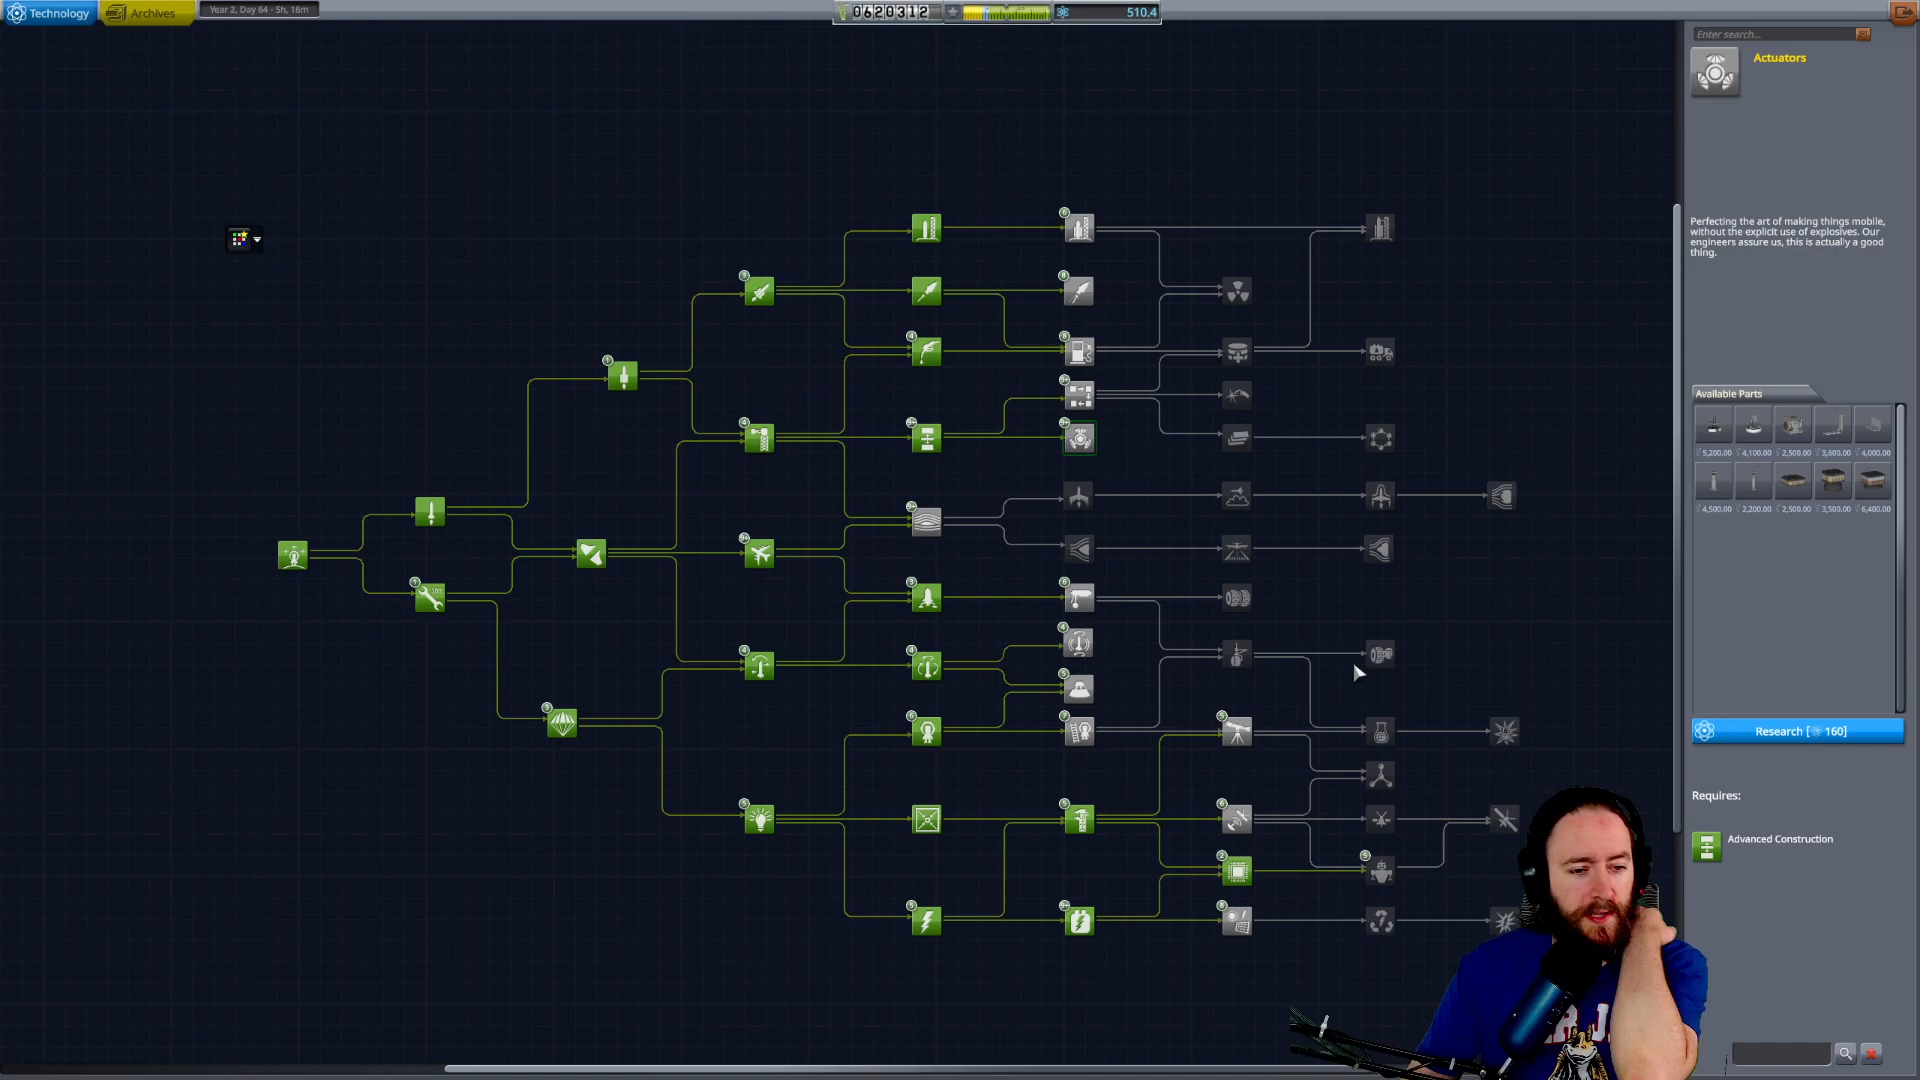 Technology
Archives
Year 2, Day 64 - 5h, 16m
0620312
510.4
Enter search...
Actuators
Perfecting the art of making things mobile,
without the explicit use of explosives. Our
engineers assure us, this is actually a good
thing.
Available Parts
5,200.00 4,100.00 2,500.00 3,600.00 4,000.00
4,500.00 2,200.00 2,500.00 3,500.00 6,400.00
Research [160]
Requires:
Advanced Construction